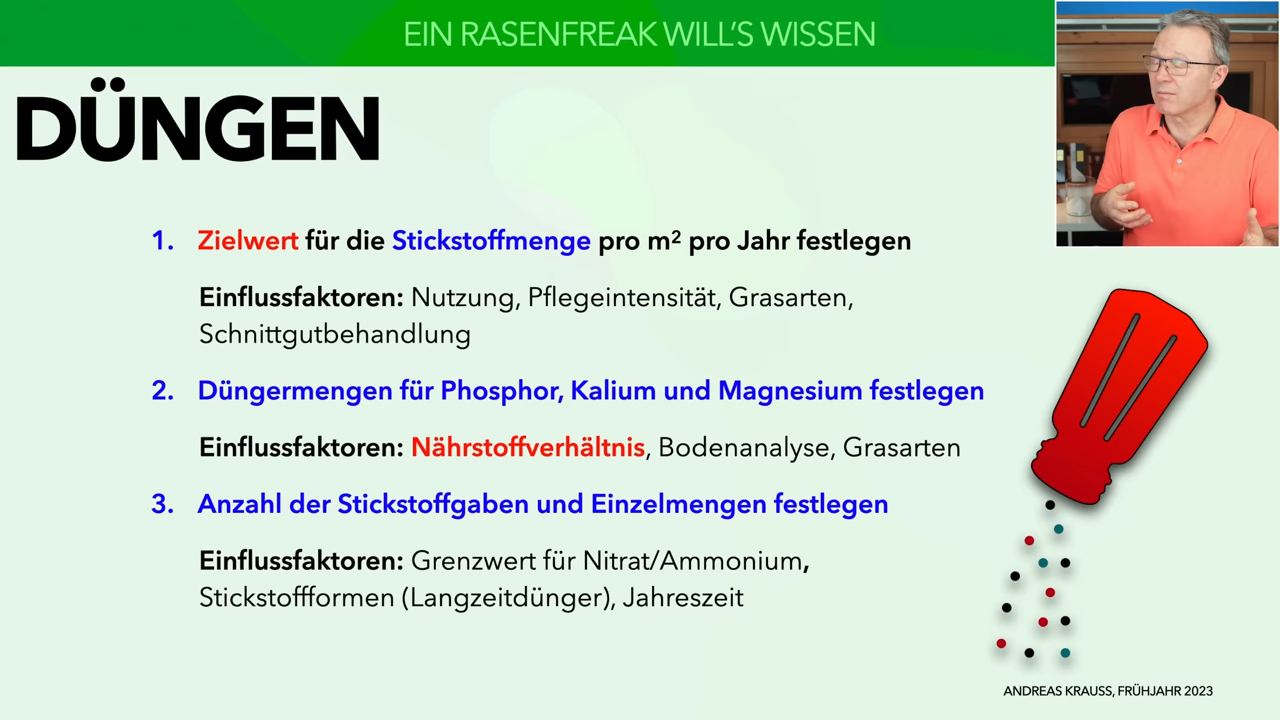 EIN RASENFREAK WILL'S WISSEN
DÜNGEN
1. Zielwert für die Stickstoffmenge pro m² pro Jahr festlegen
Einflussfaktoren: Nutzung, Pflegeintensität, Grasarten,
Schnittgutbehandlung
2. Düngermengen für Phosphor, Kalium und Magnesium festlegen
Einflussfaktoren: Nährstoffverhältnis, Bodenanalyse, Grasarten
3. Anzahl der Stickstoffgaben und Einzelmengen festlegen
Einflussfaktoren: Grenzwert für Nitrat/Ammonium,
Stickstoffformen (Langzeitdünger), Jahreszeit
ANDREAS KRAUSS, FRÜHJAHR 2023